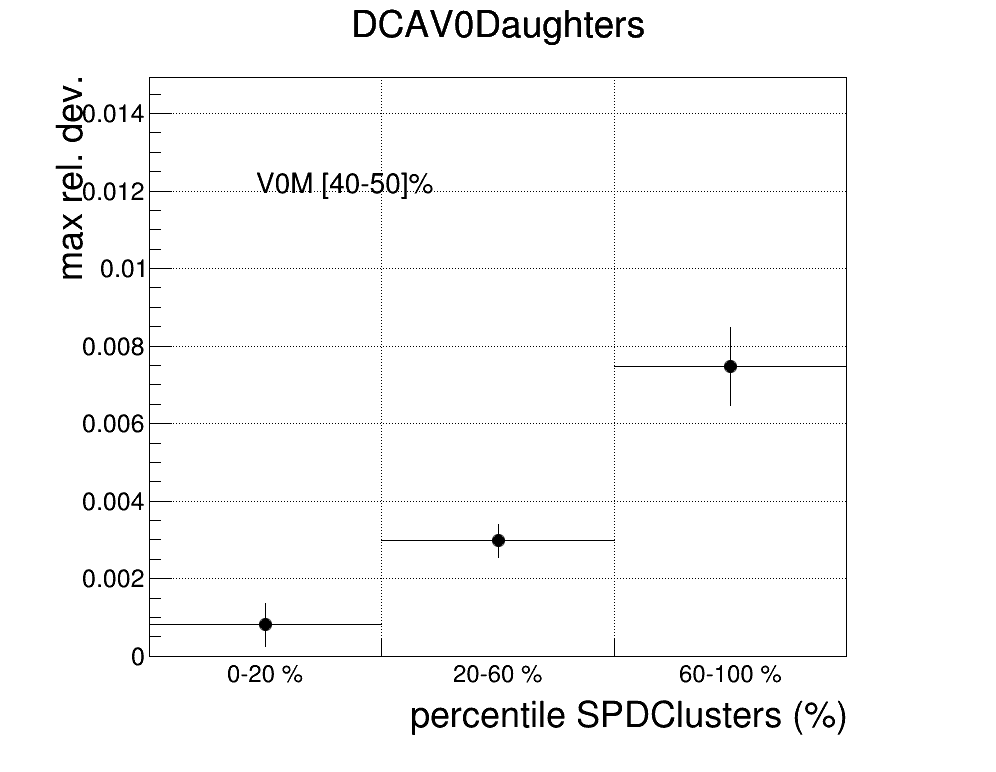 DCAV0Daughters
max rel. dev.
0.014
V0M [40-50]%
0.012
0.01
0.008
0.006
0.004
0.002
0
0-20 % 20-60 % 60-100 %
percentile SPDClusters (%)